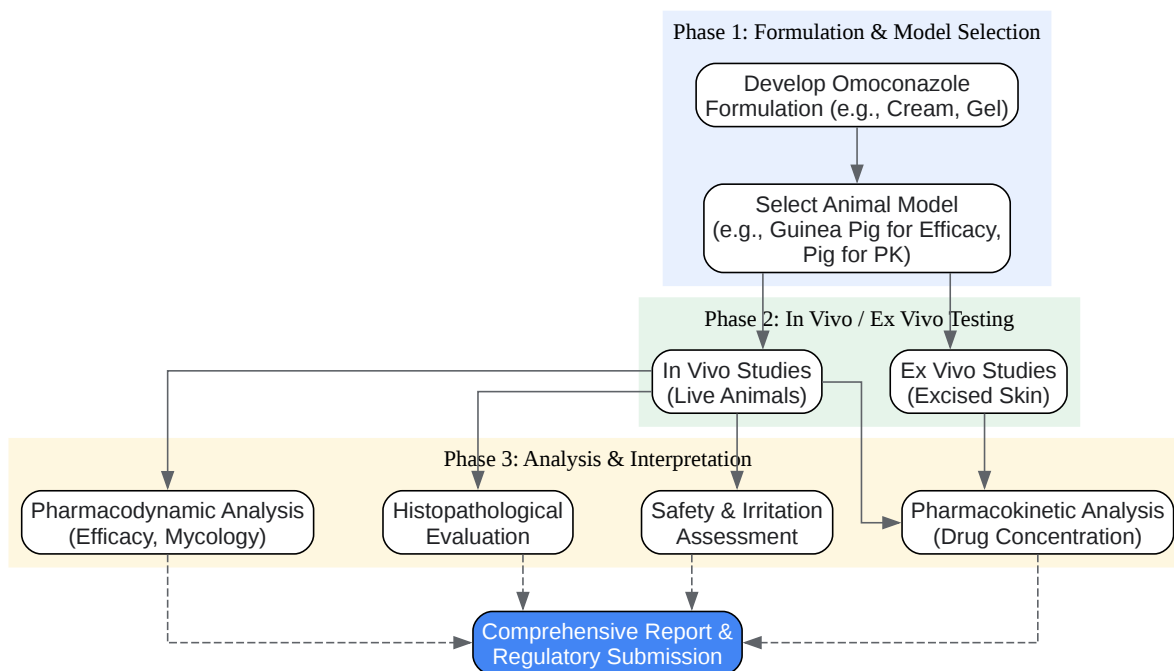 Phase 1: Formulation & Model Selection
Develop Omoconazole
Formulation (e.g., Cream, Gel)
Select Animal Model
(e.g., Guinea Pig for Efficacy,
Pig for PK)
Phase 2: In Vivo / Ex Vivo Testing
In Vivo Studies
(Live Animals)
Ex Vivo Studies
(Excised Skin)
Phase 3: Analysis & Interpretation
Pharmacodynamic Analysis
(Efficacy, Mycology)
Histopathological
Evaluation
Safety & Irritation
Assessment
Pharmacokinetic Analysis
(Drug Concentration)
Comprehensive Report &
Regulatory Submission